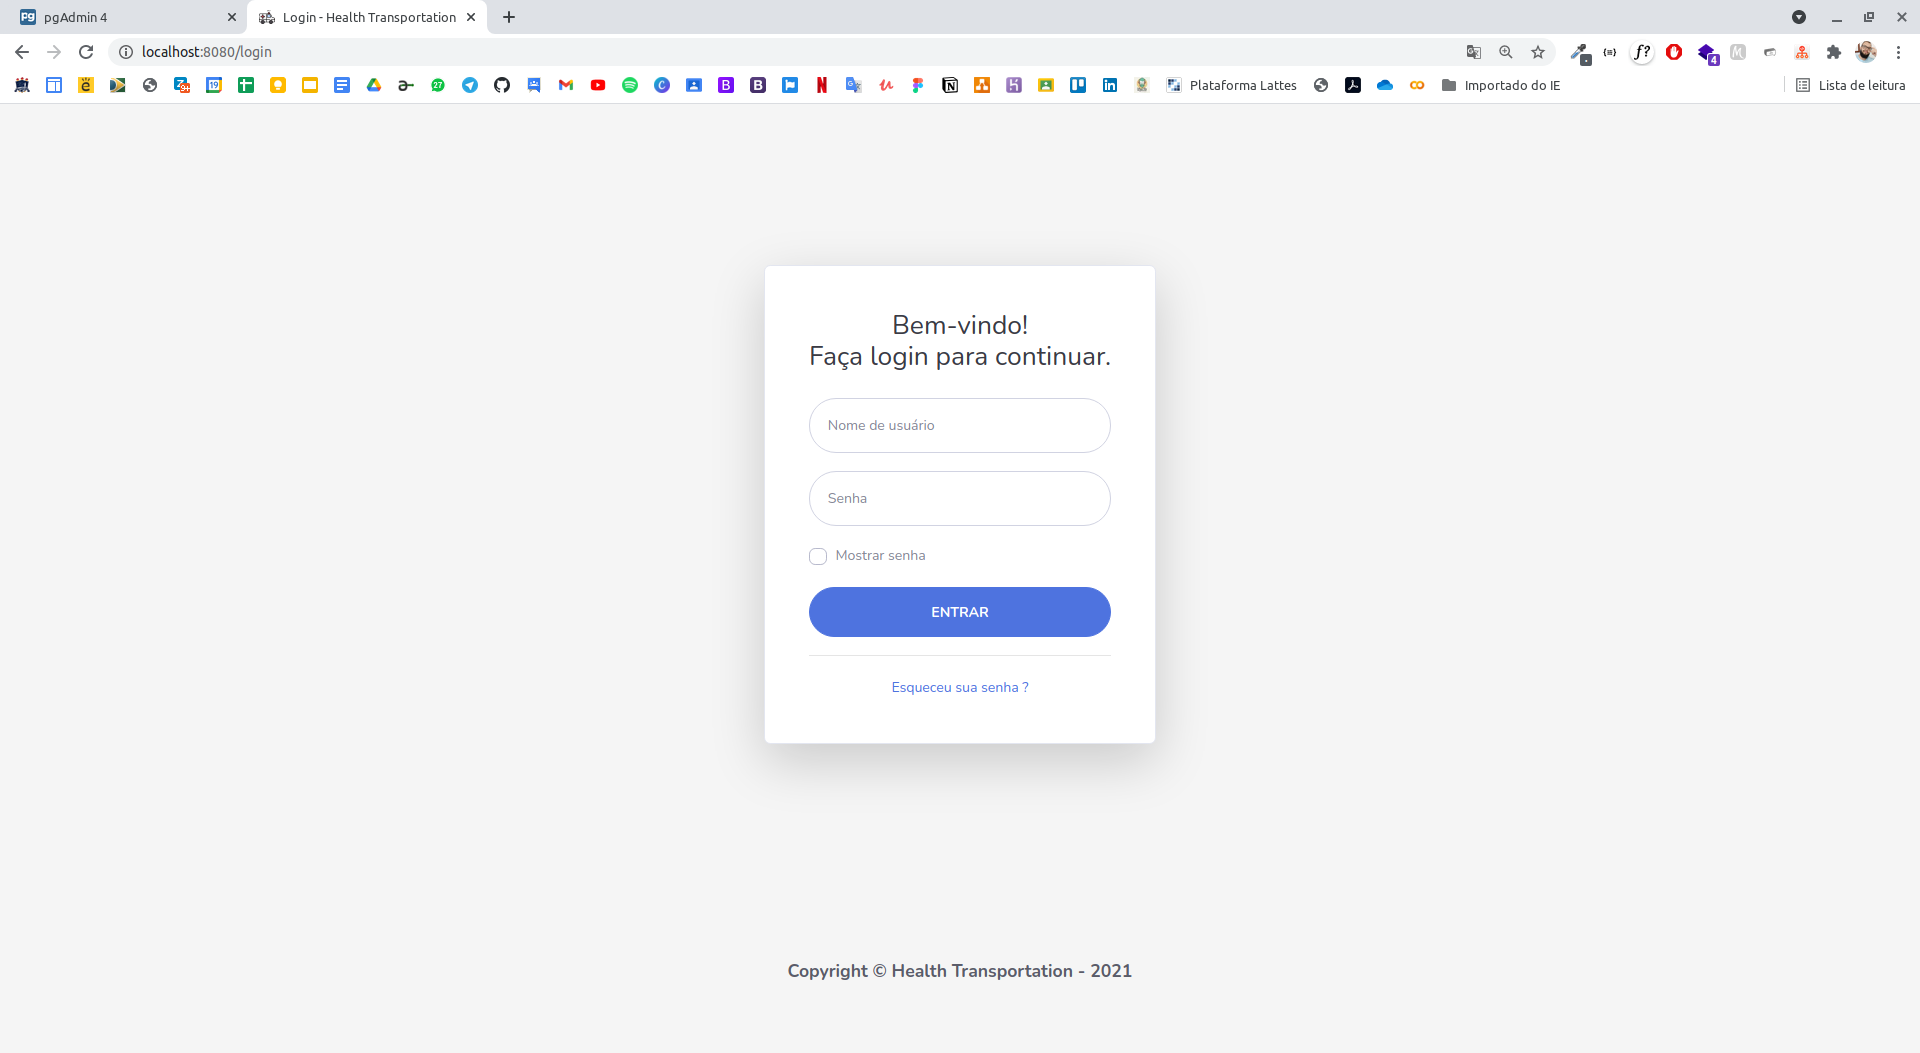 pgAdmin 4
Login - Health Transportation
localhost:8080/login
Plataforma Lattes
Importado do IE
Lista de leitura
Bem-vindo!
Faça login para continuar.
Nome de usuário
Senha
Mostrar senha
ENTRAR
Esqueceu sua senha ?
Copyright © Health Transportation - 2021